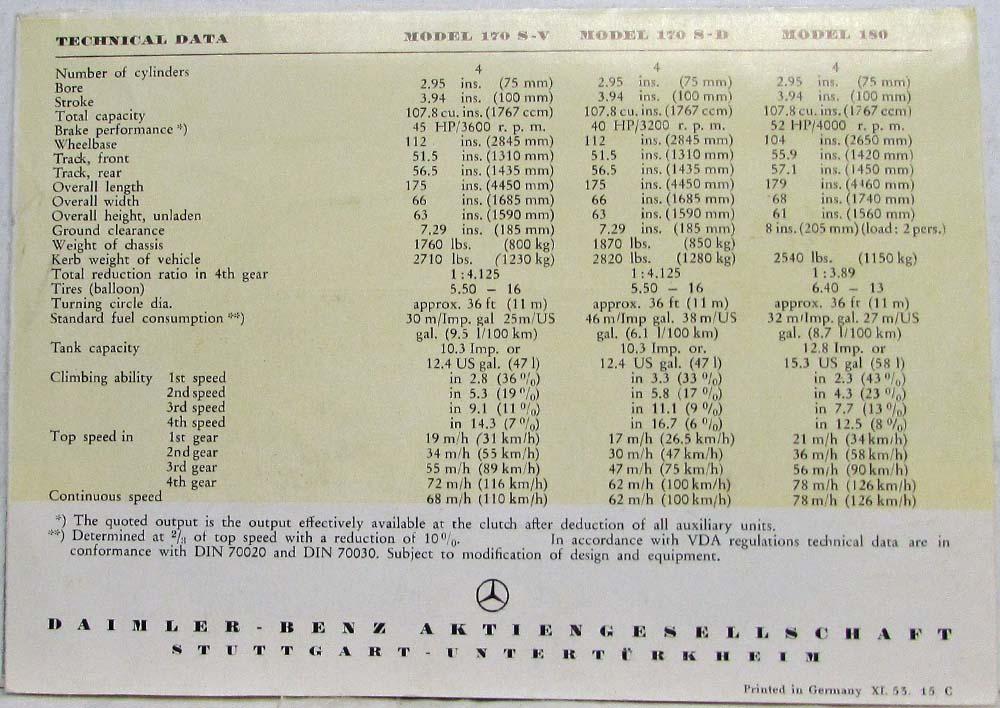 TECHNICAL DATA MODEL 170 S-V MODEL 170 S-D MODEL 180
Number of cylinders 4 4 4
Bore 2.95 ins. (75 mm) 2.95 ins. (75 mm) 2.95 ins. (75 mm)
Stroke 3.94 ins. (100 mm) 3.94 ins. (100 mm) 3.94 ins. (100 mm)
Total capacity 107.8 cu. ins. (1767 ccm) 107.8 cu. ins. (1767 ccm) 107.8 cu. ins. (1767 ccm)
Brake performance *) 45 HP/3600 r. p. m. 40 HP/3200 r. p. m. 52 HP/4000 r. p. m.
Wheelbase 112 ins. (2845 mm) 112 ins. (2845 mm) 104 ins. (2650 mm)
Track, front 51.5 ins. (1310 mm) 51.5 ins. (1310 mm) 55.9 ins. (1420 mm)
Track, rear 56.5 ins. (1435 mm) 56.5 ins. (1435 mm) 57.1 ins. (1450 mm)
Overall length 175 ins. (4450 mm) 175 ins. (4450 mm) 179 ins. (4460 mm)
Overall width 66 ins. (1685 mm) 66 ins. (1685 mm) 68 ins. (1740 mm)
Overall height, unladen 63 ins. (1590 mm) 63 ins. (1590 mm) 61 ins. (1560 mm)
Ground clearance 7.29 ins. (185 mm) 7.29 ins. (185 mm) 8 ins. (205 mm) (load: 2 pers.)
Weight of chassis 1760 lbs. (800 kg) 1870 lbs. (850 kg)
Kerb weight of vehicle 2710 lbs. (1230 kg) 2820 lbs. (1280 kg) 2540 lbs. (1150 kg)
Total reduction ratio in 4th gear 1 : 4.125 1 : 4.125 1 : 3.89
Tires (balloon) 5.50 – 16 5.50 – 16 6.40 – 13
Turning circle dia. approx. 36 ft (11 m) approx. 36 ft (11 m) approx. 36 ft (11 m)
Standard fuel consumption **) 30 m/Imp. gal 25 m/US 46 m/Imp gal. 38 m/US 32 m/Imp. gal. 27 m/US
gal. (9.5 l/100 km) gal. (6.1 l/100 km) gal. (8.7 l/100 km)
Tank capacity 10.3 Imp. or 10.3 Imp. or. 12.8 Imp. or
12.4 US gal. (47 l) 12.4 US gal. (47 l) 15.3 US gal (58 l)
Climbing ability 1st speed in 2.8 (36 %) in 3.3 (33 %) in 2.3 (43 %)
2nd speed in 5.3 (19 %) in 5.8 (17 %) in 4.3 (23 %)
3rd speed in 9.1 (11 %) in 11.1 (9 %) in 7.7 (13 %)
4th speed in 14.3 (7 %) in 16.7 (6 %) in 12.5 (8 %)
Top speed in 1st gear 19 m/h (31 km/h) 17 m/h (26.5 km/h) 21 m/h (34 km/h)
2nd gear 34 m/h (55 km/h) 30 m/h (47 km/h) 36 m/h (58 km/h)
3rd gear 55 m/h (89 km/h) 47 m/h (75 km/h) 56 m/h (90 km/h)
4th gear 72 m/h (116 km/h) 62 m/h (100 km/h) 78 m/h (126 km/h)
Continuous speed 68 m/h (110 km/h) 62 m/h (100 km/h) 78 m/h (126 km/h)
*) The quoted output is the output effectively available at the clutch after deduction of all auxiliary units.
**) Determined at 2/3 of top speed with a reduction of 10 %. In accordance with VDA regulations technical data are in
conformance with DIN 70020 and DIN 70030. Subject to modification of design and equipment.
DAIMLER-BENZ AKTIENGESELLSCHAFT
STUTTGART-UNTERTÜRKHEIM
Printed in Germany XI. 53. 15 C